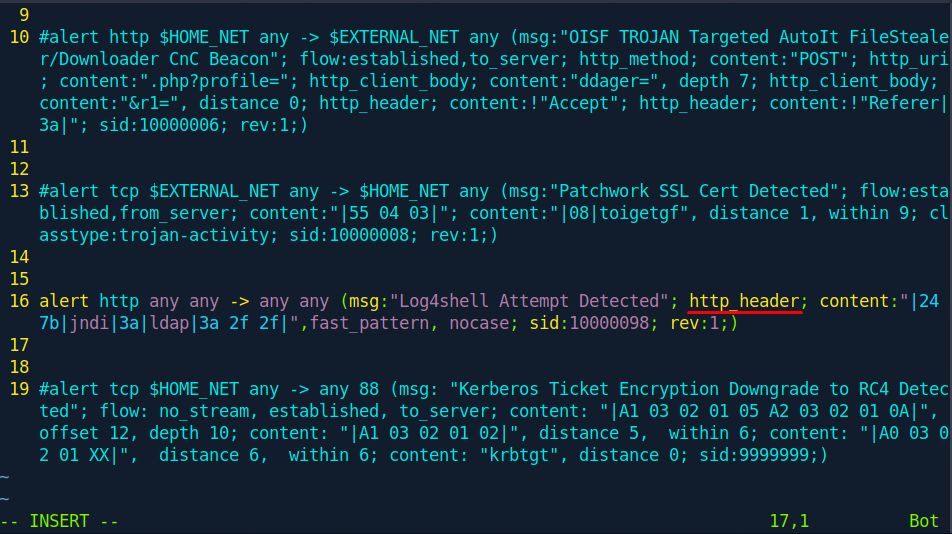 9
10 #alert http $HOME_NET any -> $EXTERNAL_NET any (msg:"OISF TROJAN Targeted AutoIt FileSteale
r/Downloader CnC Beacon"; flow:established,to_server; http_method; content:"POST"; http_uri
; content:".php?profile="; http_client_body; content:"ddager=", depth 7; http_client_body;
content:"&r1=", distance 0; http_header; content:!"Accept"; http_header; content:!"Referer|
3a|"; sid:10000006; rev:1;)
11
12
13 #alert tcp $EXTERNAL_NET any -> $HOME_NET any (msg:"Patchwork SSL Cert Detected"; flow:esta
blished,from_server; content:"|55 04 03|"; content:"|08|toigetgf", distance 1, within 9; cl
asstype:trojan-activity; sid:10000008; rev:1;)
14
15
16 alert http any any -> any any (msg:"Log4shell Attempt Detected"; http_header; content:"|24
7b|jndi|3a|ldap|3a 2f 2f|",fast_pattern, nocase; sid:10000098; rev:1;)
17
18
19 #alert tcp $HOME_NET any -> any 88 (msg: "Kerberos Ticket Encryption Downgrade to RC4 Detec
ted"; flow: no_stream, established, to_server; content: "|A1 03 02 01 05 A2 03 02 01 0A|",
offset 12, depth 10; content: "|A1 03 02 01 02|", distance 5,  within 6; content: "|A0 03 0
2 01 XX|",  distance 6,  within 6; content: "krbtgt", distance 0; sid:9999999;)
~
~
-- INSERT -- 17,1 Bot